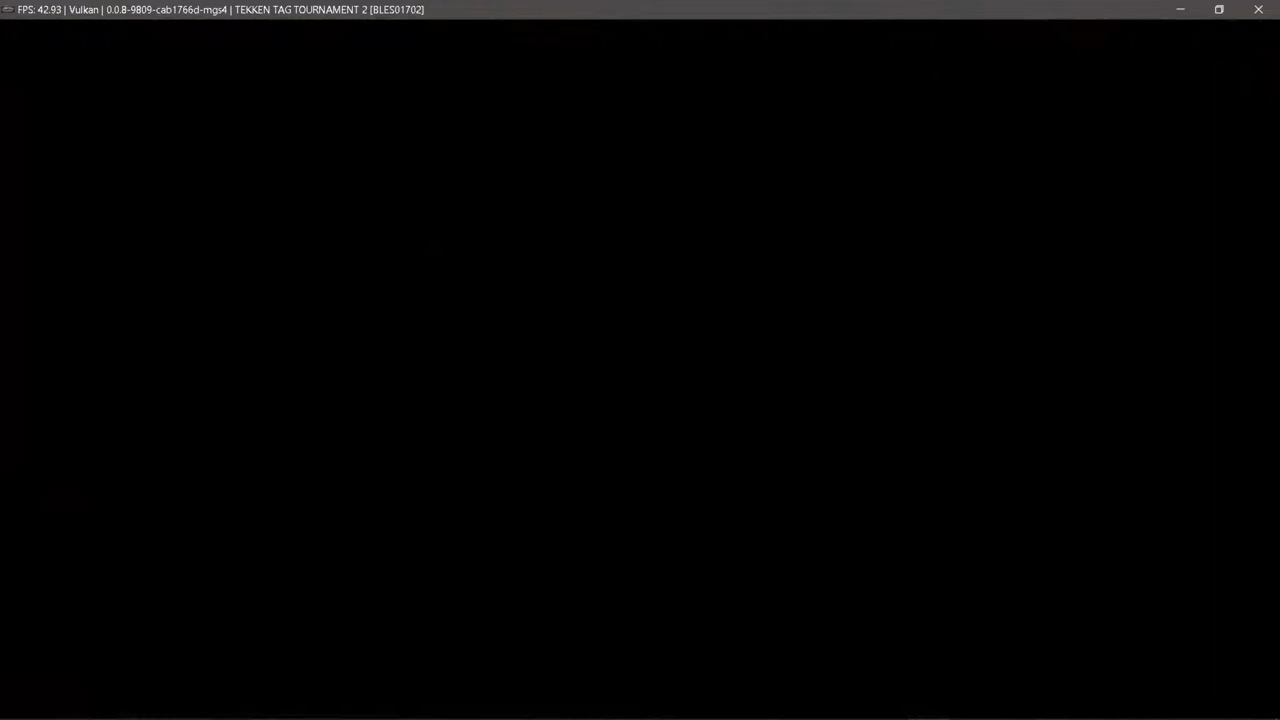 FPS: 42.93 | Vulkan | 0.0.8-9809-cab1766d-mgs4 | TEKKEN TAG TOURNAMENT 2 [BLES01702]